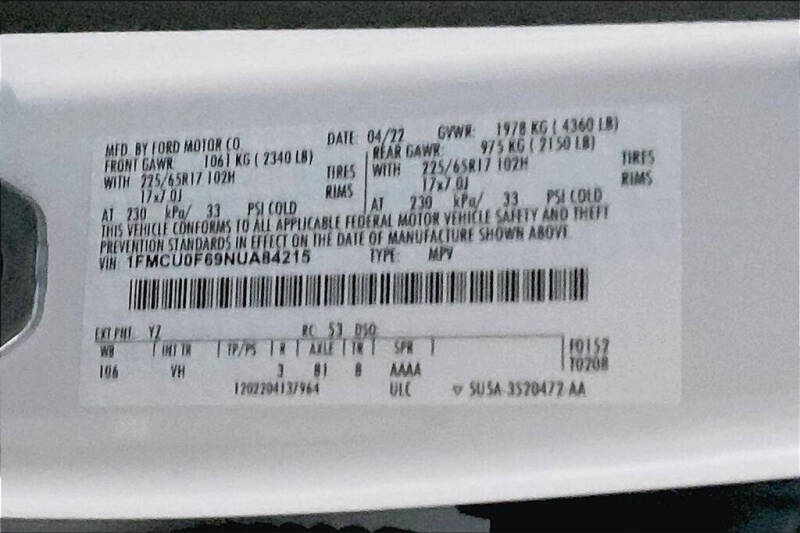 MFD. BY FORD MOTOR CO. DATE: 04/22 GVWR: 1978 KG ( 4360 LB)
FRONT GAWR: 1061 KG ( 2340 LB) REAR GAWR: 975 KG ( 2150 LB)
WITH 225/65R17 102H TIRES WITH 225/65R17 102H TIRES
17x7.0J RIMS 17x7.0J RIMS
AT 230 kPa/ 33 PSI COLD AT 230 kPa/ 33 PSI COLD
THIS VEHICLE CONFORMS TO ALL APPLICABLE FEDERAL MOTOR VEHICLE SAFETY AND THEFT
PREVENTION STANDARDS IN EFFECT ON THE DATE OF MANUFACTURE SHOWN ABOVE.
VIN: 1FMCU0F69NUA84215 TYPE: MPV
EXT PNT: YZ RC: 53 DSO:
WB INT TR TP/PS R AXLE TR SPR F0152
106 VH 3 81 8 AAAA T0208
1202204137964 ULC 5U5A-3520472-AA